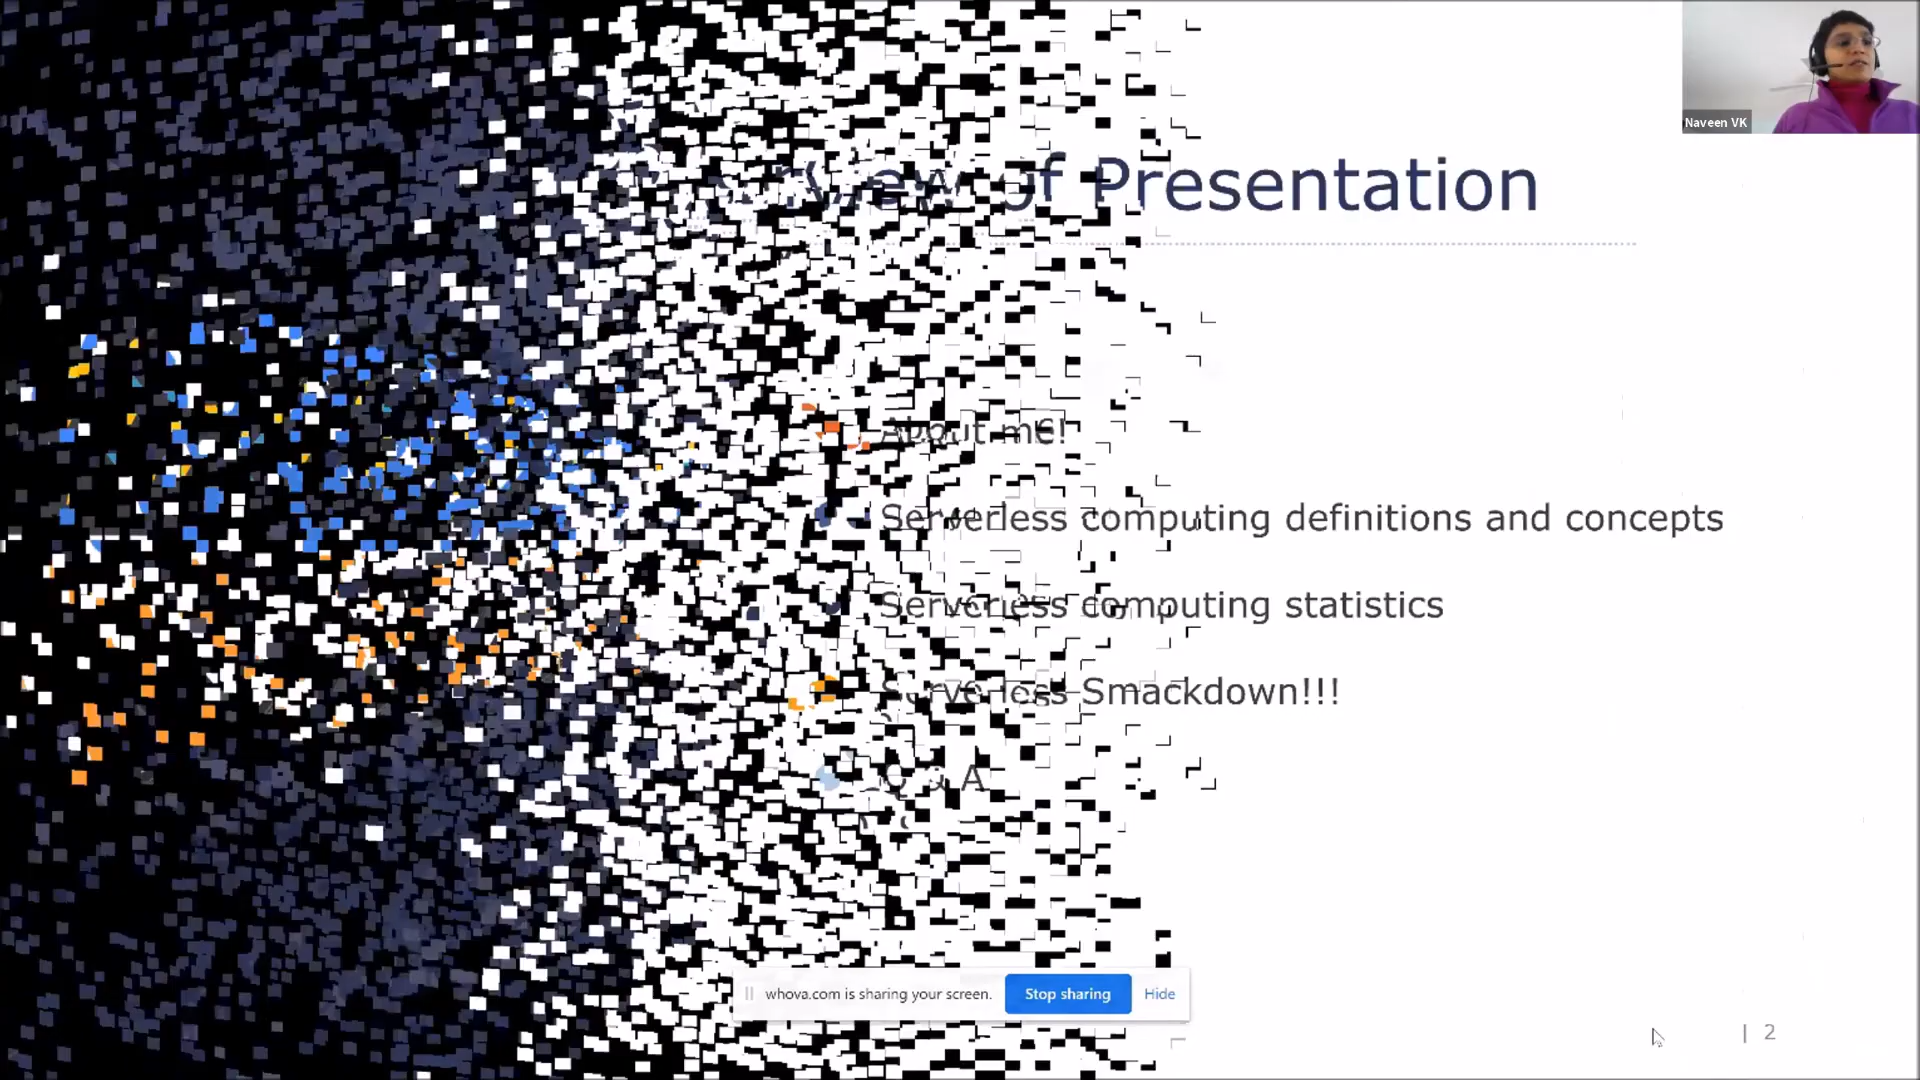 Naveen VK
of Presentation
About me!
Serverless computing definitions and concepts
Serverless computing statistics
Serverless Smackdown!!!
Q & A
whova.com is sharing your screen. Stop sharing Hide
| 2